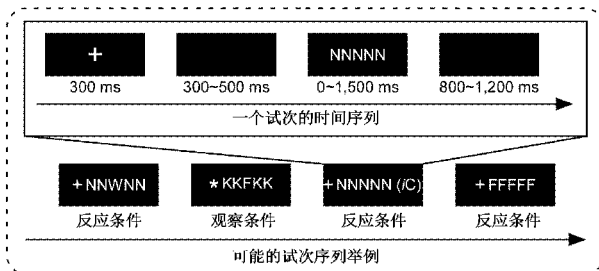 +
NNNNN
300 ms
300~500 ms
0~1,500 ms
800~1,200 ms
一个试次的时间序列
+NNWNN
*KKFKK
+NNNNN (iC)
+FFFFF
反应条件
观察条件
反应条件
反应条件
可能的试次序列举例